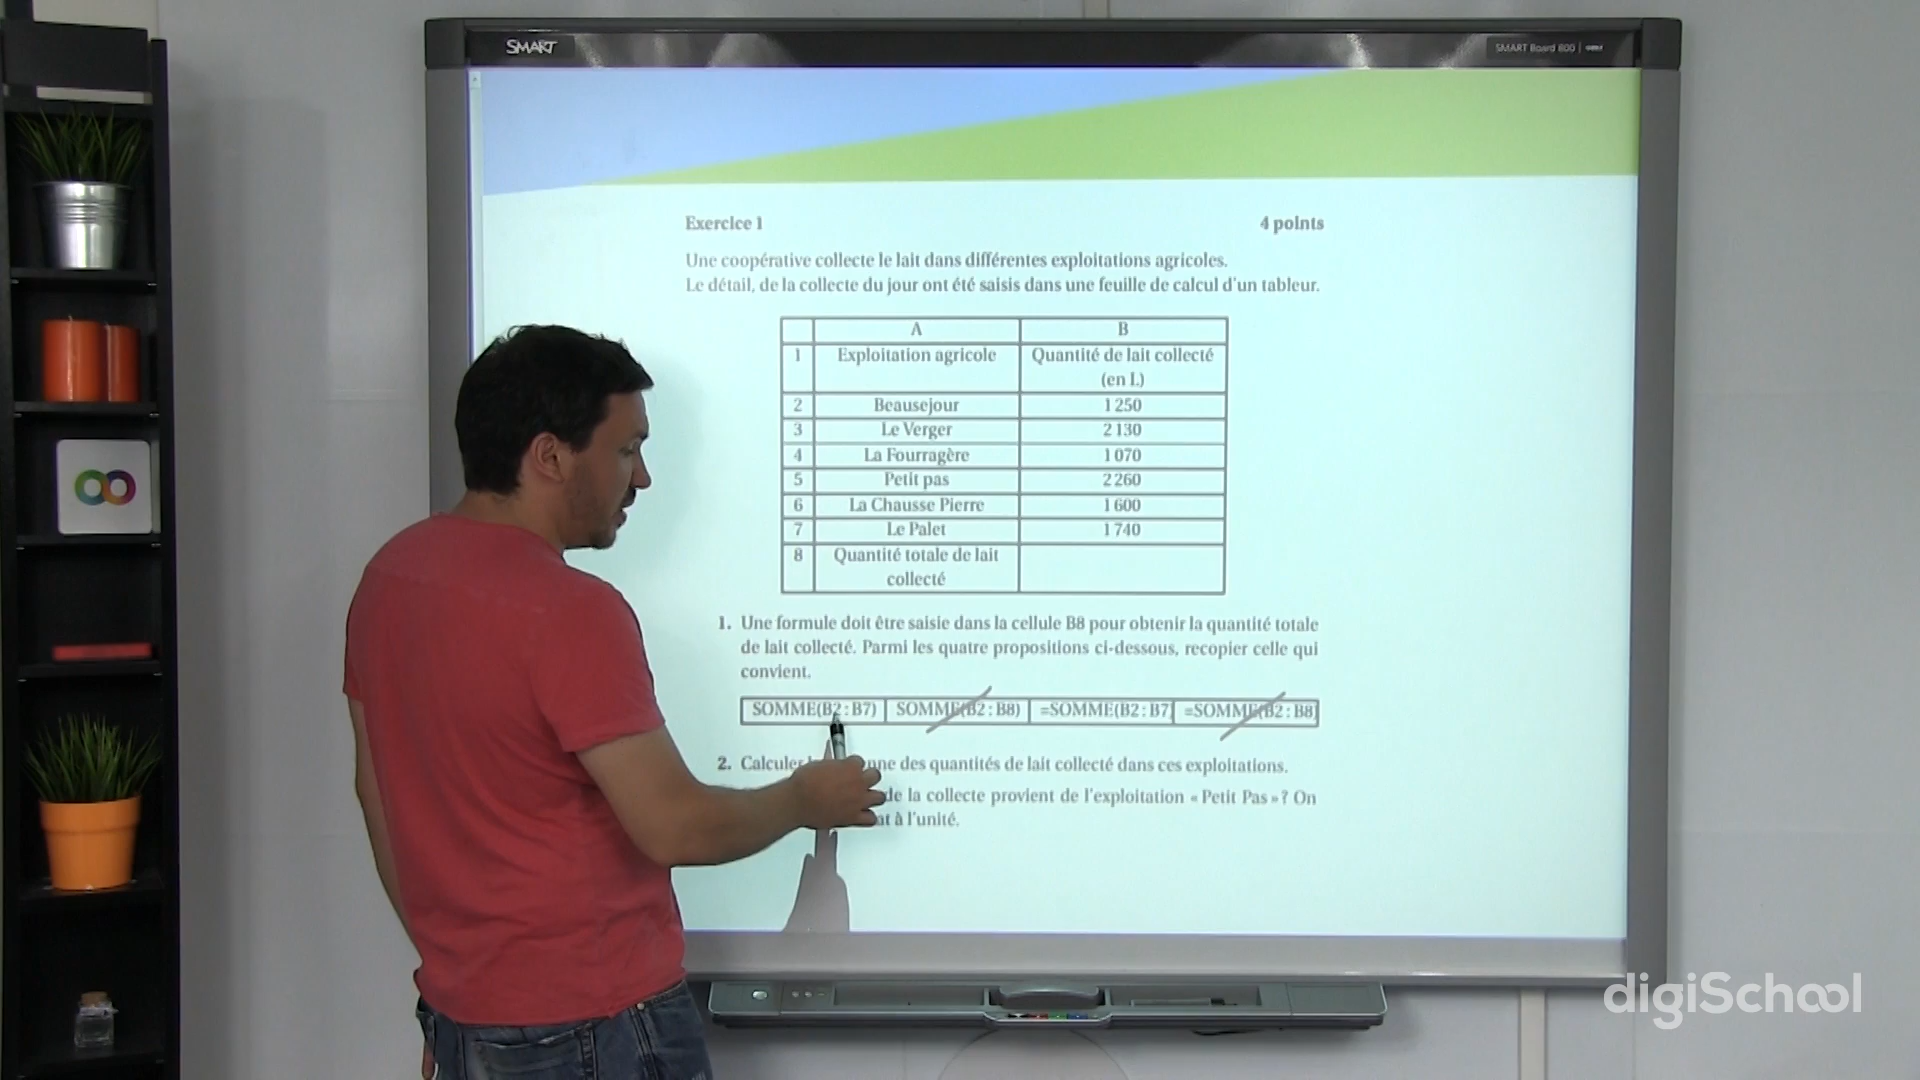 SMART
SMART Board 800
Exercice 1 4 points
Une coopérative collecte le lait dans différentes exploitations agricoles.
Le détail, de la collecte du jour ont été saisis dans une feuille de calcul d'un tableur.
A B
1 Exploitation agricole Quantité de lait collecté
(en L)
2 Beausejour 1 250
3 Le Verger 2 130
4 La Fourragère 1 070
5 Petit pas 2 260
6 La Chausse Pierre 1 600
7 Le Palet 1 740
8 Quantité totale de lait
collecté
1. Une formule doit être saisie dans la cellule B8 pour obtenir la quantité totale
de lait collecté. Parmi les quatre propositions ci-dessous, recopier celle qui
convient.
SOMME(B2 : B7) SOMME(B2 : B8) =SOMME(B2 : B7 =SOMME(B2 : B8)
2. Calculer des quantités de lait collecté dans ces exploitations.
de la collecte provient de l'exploitation « Petit Pas » ? On
à l'unité.
digiSchool